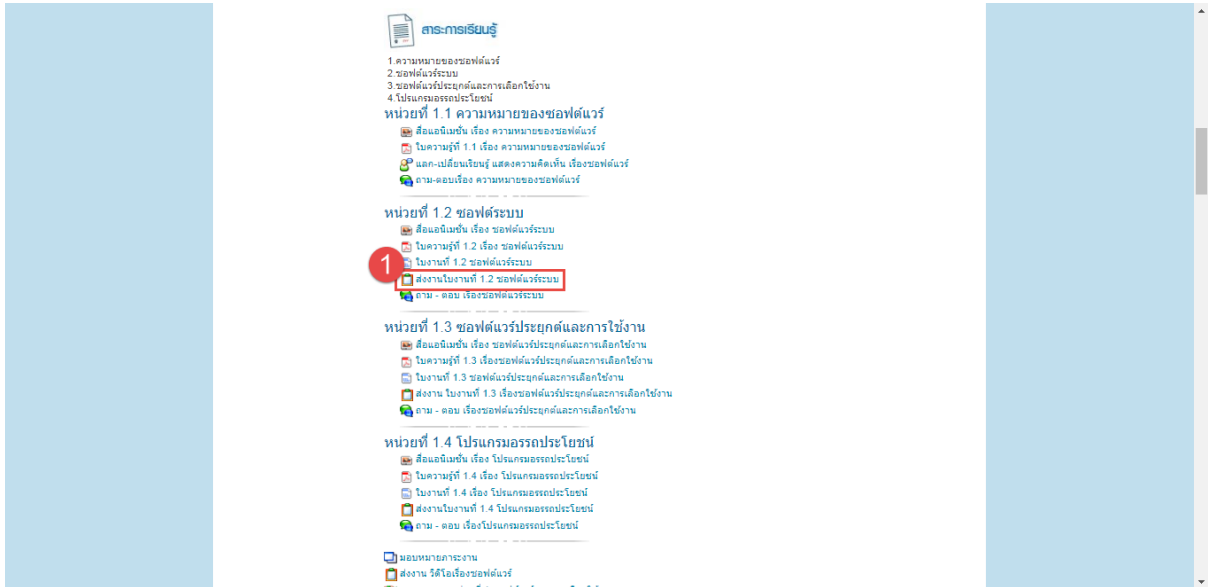 สาระการเรียนรู้
1.ความหมายของซอฟต์แวร์
2.ซอฟต์แวร์ระบบ
3.ซอฟต์แวร์ประยุกต์และการเลือกใช้งาน
4.โปรแกรมอรรถประโยชน์
หน่วยที่ 1.1 ความหมายของซอฟต์แวร์
สื่อแอนิเมชั่น เรื่อง ความหมายของซอฟต์แวร์
ใบความรู้ที่ 1.1 เรื่อง ความหมายของซอฟต์แวร์
แลก-เปลี่ยนเรียนรู้ แสดงความคิดเห็น เรื่องซอฟต์แวร์
ถาม-ตอบเรื่อง ความหมายของซอฟต์แวร์
หน่วยที่ 1.2 ซอฟต์ระบบ
สื่อแอนิเมชั่น เรื่อง ซอฟต์แวร์ระบบ
ใบความรู้ที่ 1.2 เรื่อง ซอฟต์แวร์ระบบ
ใบงานที่ 1.2 ซอฟต์แวร์ระบบ
1
ส่งงานใบงานที่ 1.2 ซอฟต์แวร์ระบบ
ถาม - ตอบ เรื่องซอฟต์แวร์ระบบ
หน่วยที่ 1.3 ซอฟต์แวร์ประยุกต์และการใช้งาน
สื่อแอนิเมชั่น เรื่อง ซอฟต์แวร์ประยุกต์และการเลือกใช้งาน
ใบความรู้ที่ 1.3 เรื่องซอฟต์แวร์ประยุกต์และการเลือกใช้งาน
ใบงานที่ 1.3 ซอฟต์แวร์ประยุกต์และการเลือกใช้งาน
ส่งงาน ใบงานที่ 1.3 เรื่องซอฟต์แวร์ประยุกต์และการเลือกใช้งาน
ถาม - ตอบ เรื่องซอฟต์แวร์ประยุกต์และการเลือกใช้งาน
หน่วยที่ 1.4 โปรแกรมอรรถประโยชน์
สื่อแอนิเมชั่น เรื่อง โปรแกรมอรรถประโยชน์
ใบความรู้ที่ 1.4 เรื่อง โปรแกรมอรรถประโยชน์
ใบงานที่ 1.4 เรื่อง โปรแกรมอรรถประโยชน์
ส่งงานใบงานที่ 1.4 โปรแกรมอรรถประโยชน์
ถาม - ตอบ เรื่องโปรแกรมอรรถประโยชน์
มอบหมายภาระงาน
ส่งงาน วีดีโอเรื่องซอฟต์แวร์